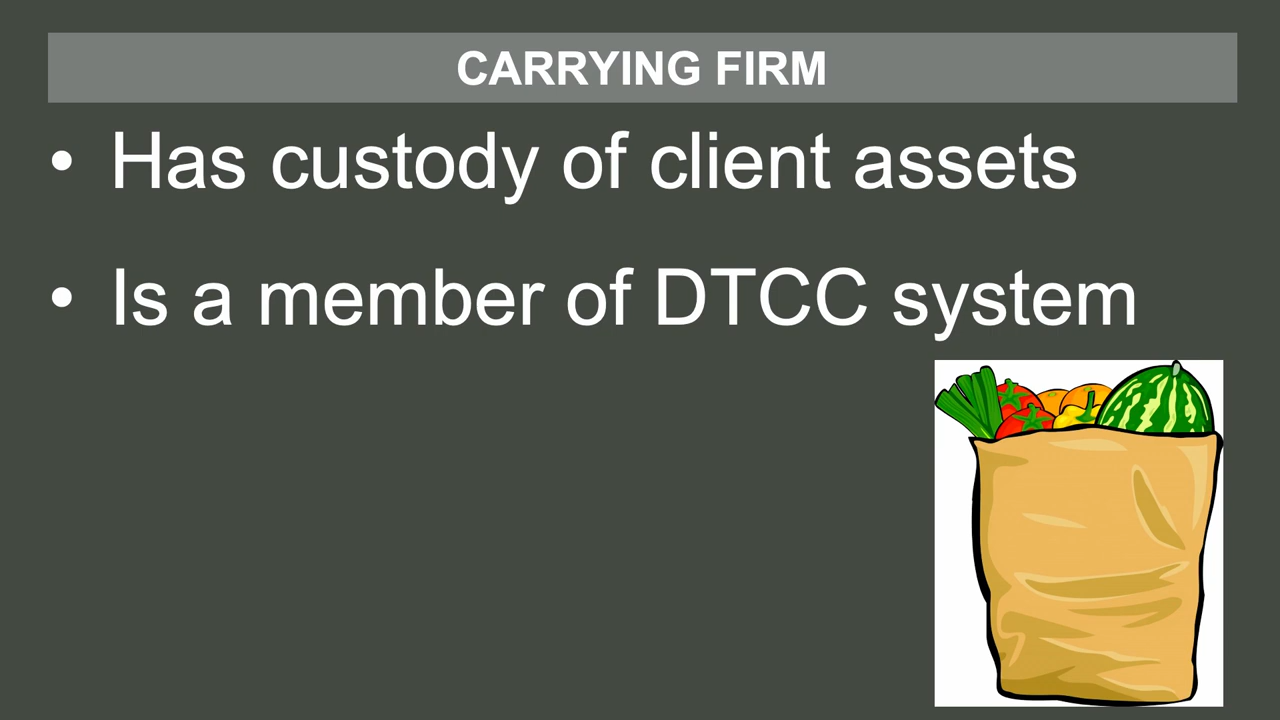 CARRYING FIRM
• Has custody of client assets
• Is a member of DTCC system